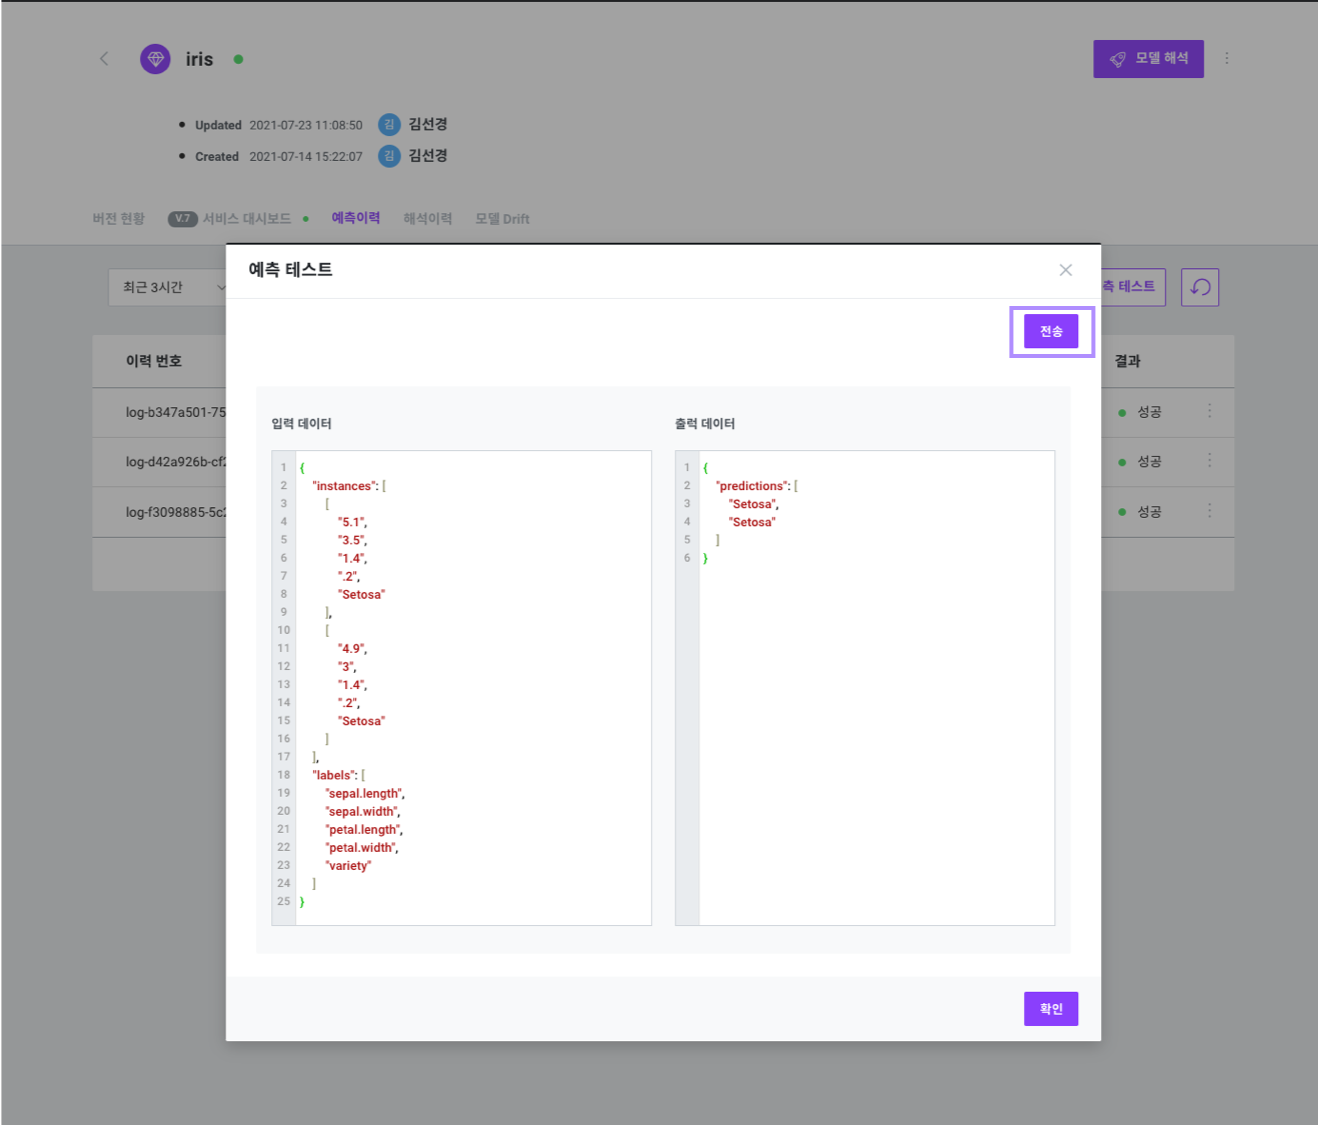 iris
모델 해석
Updated 2021-07-23 11:08:50 김 김선경
Created 2021-07-14 15:22:07 김 김선경
버전 현황 V.7 서비스 대시보드 예측이력 해석이력 모델 Drift
최근 3시간
측 테스트
이력 번호
결과
log-b347a501-75
성공
log-d42a926b-cf2
성공
log-f3098885-5c2
성공
예측 테스트
전송
입력 데이터
1 {
2 "instances": [
3 [
4 "5.1",
5 "3.5",
6 "1.4",
7 ".2",
8 "Setosa"
9 ],
10 [
11 "4.9",
12 "3",
13 "1.4",
14 ".2",
15 "Setosa"
16 ]
17 ],
18 "labels": [
19 "sepal.length",
20 "sepal.width",
21 "petal.length",
22 "petal.width",
23 "variety"
24 ]
25 }
출럭 데이터
1 {
2 "predictions": [
3 "Setosa",
4 "Setosa"
5 ]
6 }
확인